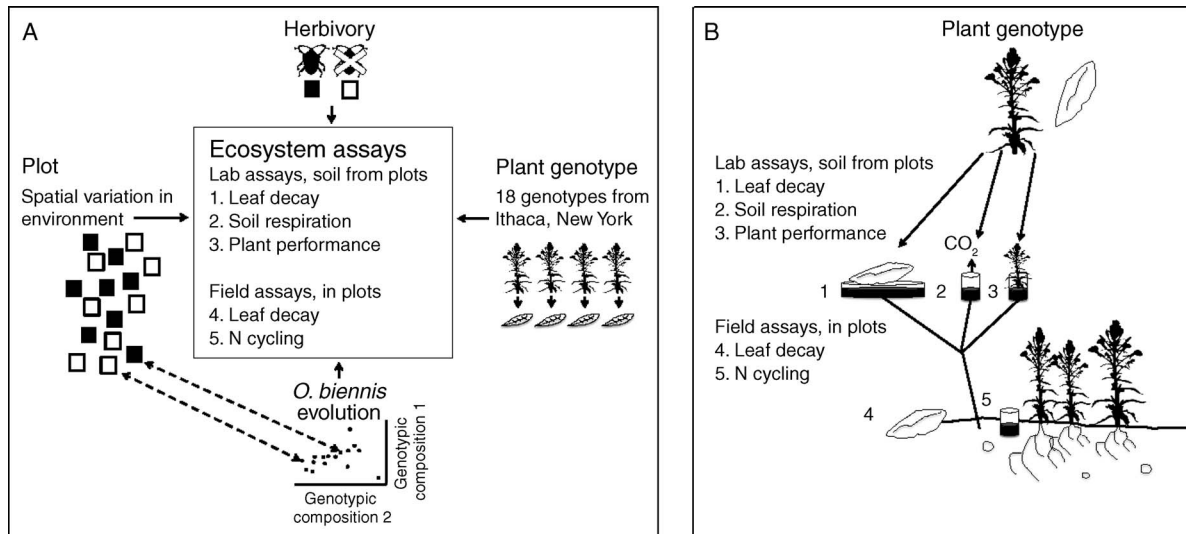 A
Herbivory
Ecosystem assays
Lab assays, soil from plots
1. Leaf decay
2. Soil respiration
3. Plant performance
Field assays, in plots
4. Leaf decay
5. N cycling
Plot
Spatial variation in
environment
Plant genotype
18 genotypes from
Ithaca, New York
O. biennis
evolution
Genotypic
composition 1
Genotypic
composition 2
B
Plant genotype
Lab assays, soil from plots
1. Leaf decay
2. Soil respiration
3. Plant performance
CO₂
1
2
3
Field assays, in plots
4. Leaf decay
5. N cycling
4
5